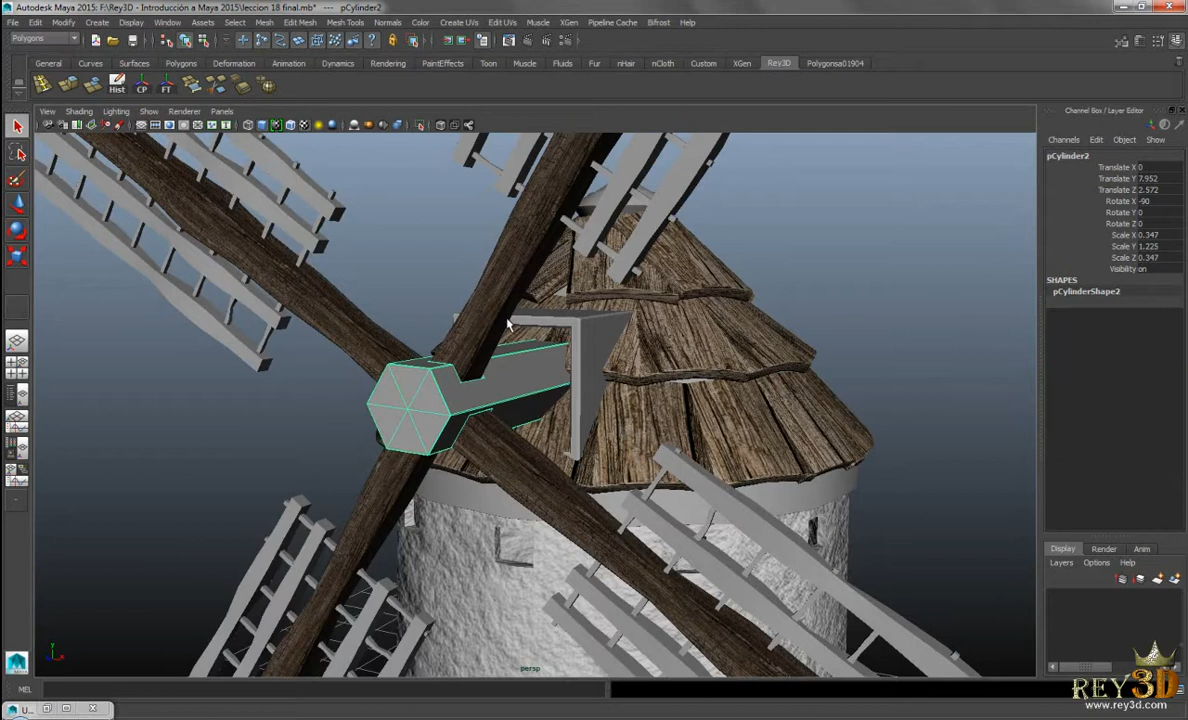 Autodesk Maya 2015: F:\Rey3D - Introducción a Maya 2015\leccion 18 final.mb* --- pCylinder2
File Edit Modify Create Display Window Assets Select Mesh Edit Mesh Mesh Tools Normals Color Create UVs Edit UVs Muscle XGen Pipeline Cache Bifrost Help
Polygons
General Curves Surfaces Polygons Deformation Animation Dynamics Rendering PaintEffects Toon Muscle Fluids Fur nHair nCloth Custom XGen Rey3D Polygonsa01904
Hist CP FT
View Shading Lighting Show Renderer Panels
Channel Box / Layer Editor
Channels Edit Object Show
pCylinder2
Translate X 0
Translate Y 7.952
Translate Z 2.572
Rotate X -90
Rotate Y 0
Rotate Z 0
Scale X 0.347
Scale Y 1.225
Scale Z 0.347
Visibility on
SHAPES
pCylinderShape2
Display Render Anim
Layers Options Help
persp
MEL
REY3D
www.rey3d.com
U...